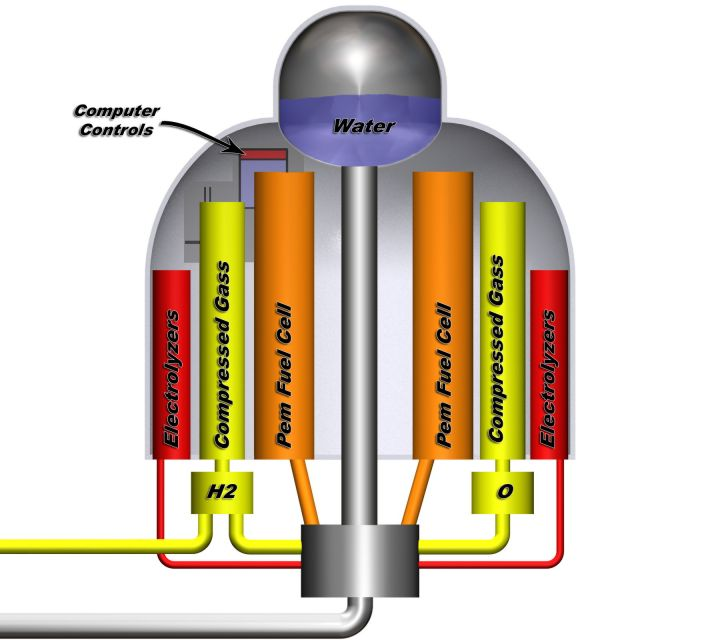 Computer
Controls
Water
Electrolyzers
Compressed Gass
Pem Fuel Cell
Pem Fuel Cell
Compressed Gass
Electrolyzers
H2
O